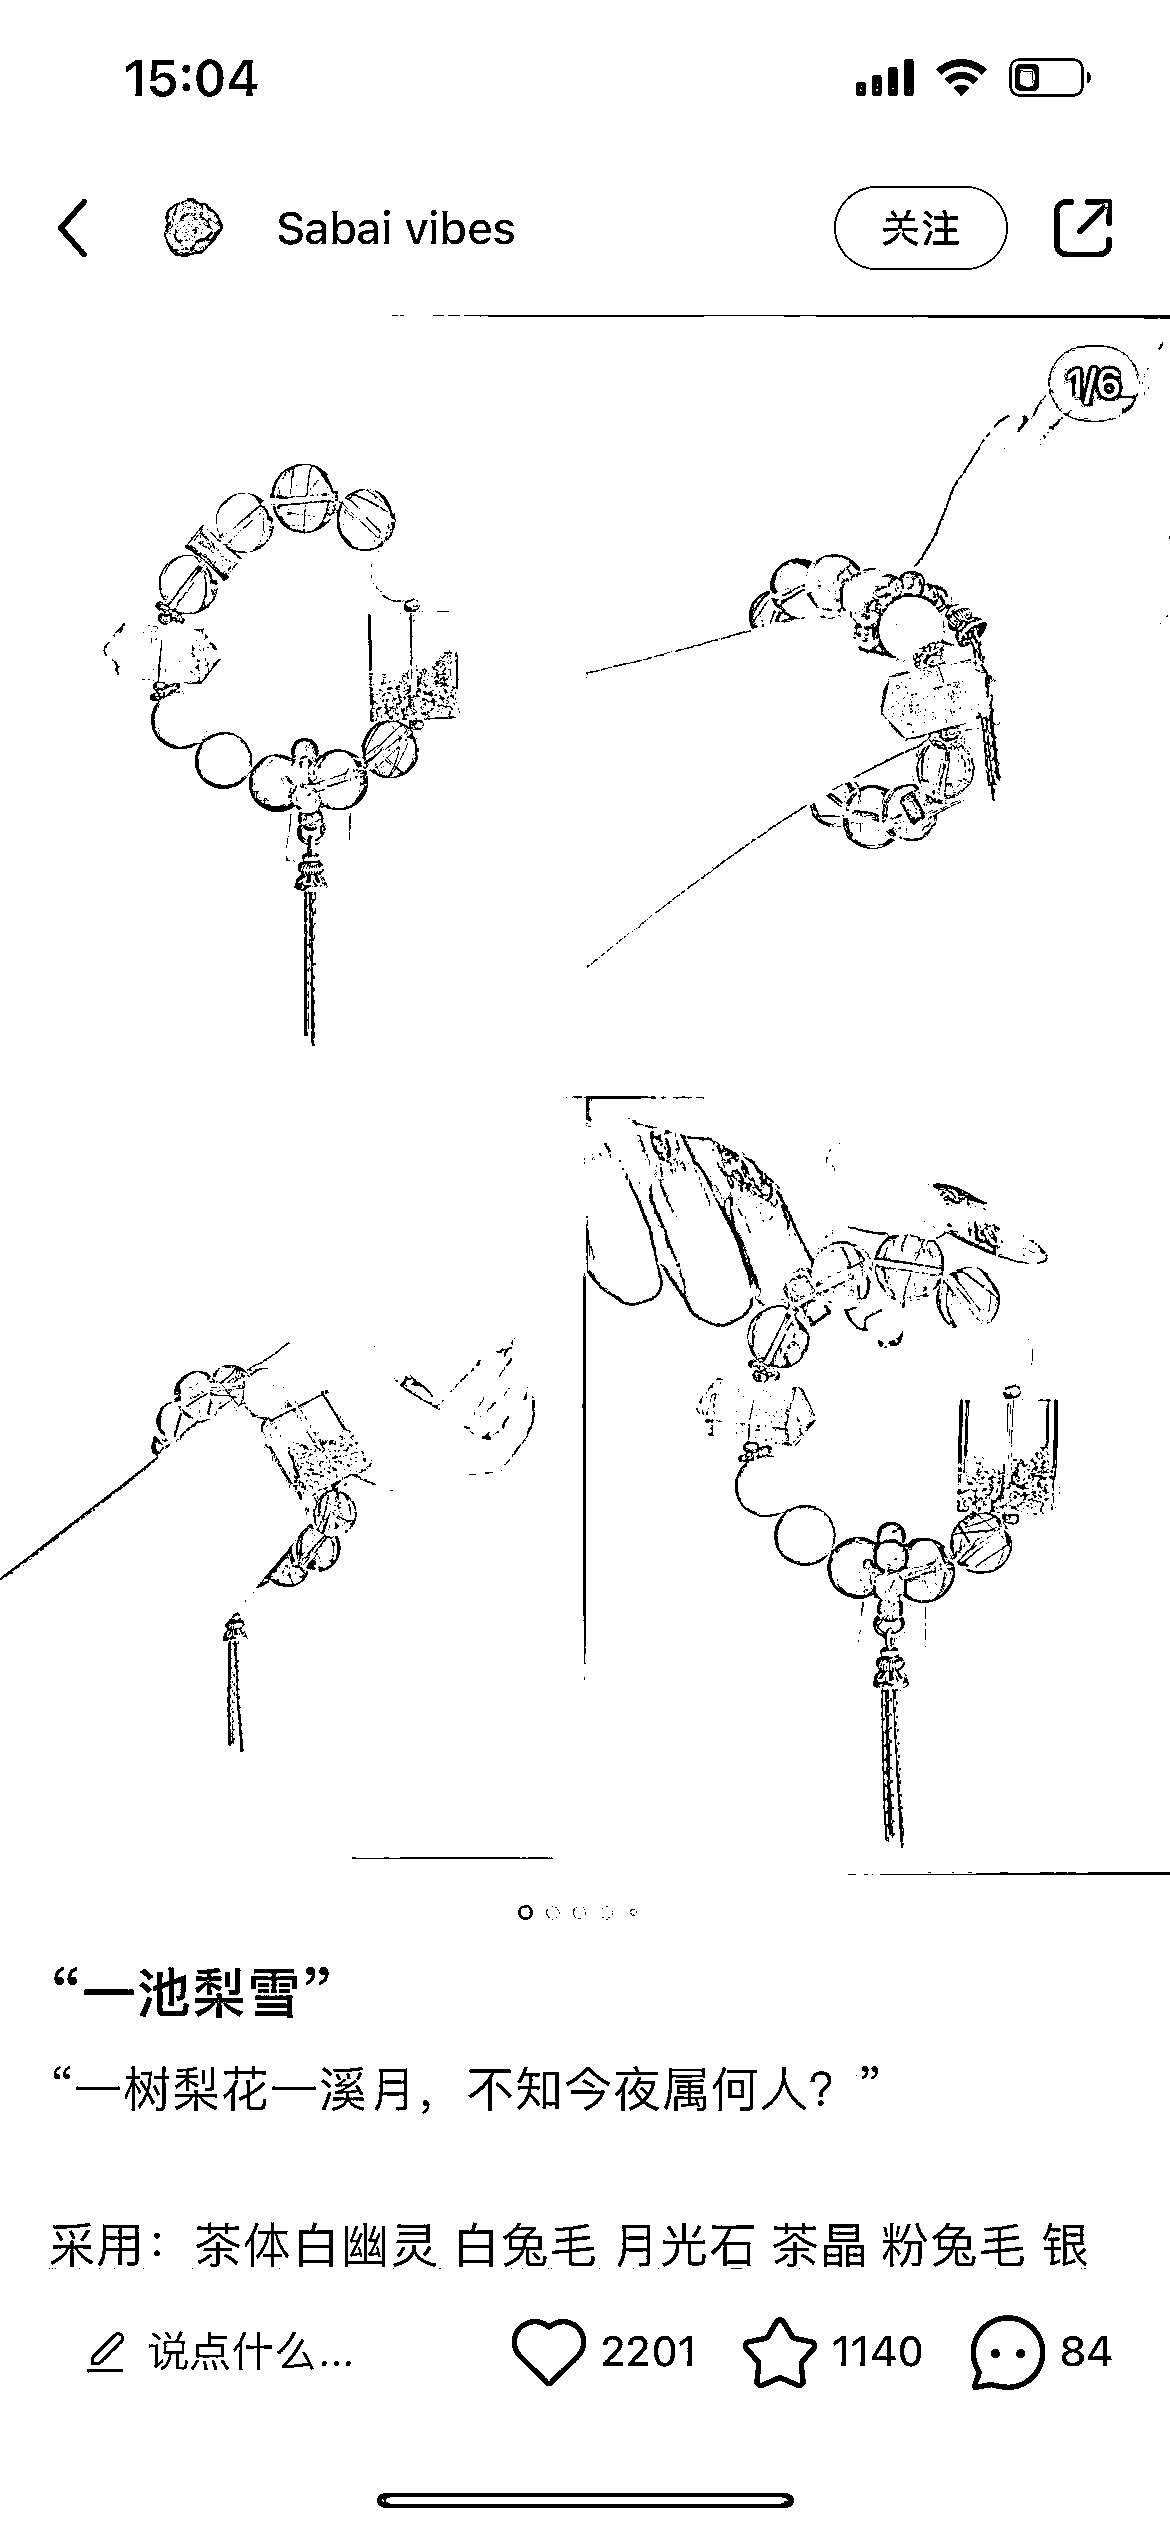 15:04
Sabai vibes
关注
1/6
“一池梨雪”
“一树梨花一溪月，不知今夜属何人？”
采用：茶体白幽灵 白兔毛 月光石 茶晶 粉兔毛 银
说点什么...
2201
1140
84